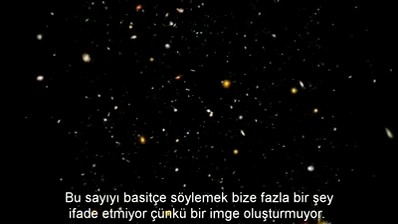 Bu sayıyı basitçe söylemek bize fazla bir şey
ifade etmiyor çünkü bir imge oluşturmuyor.